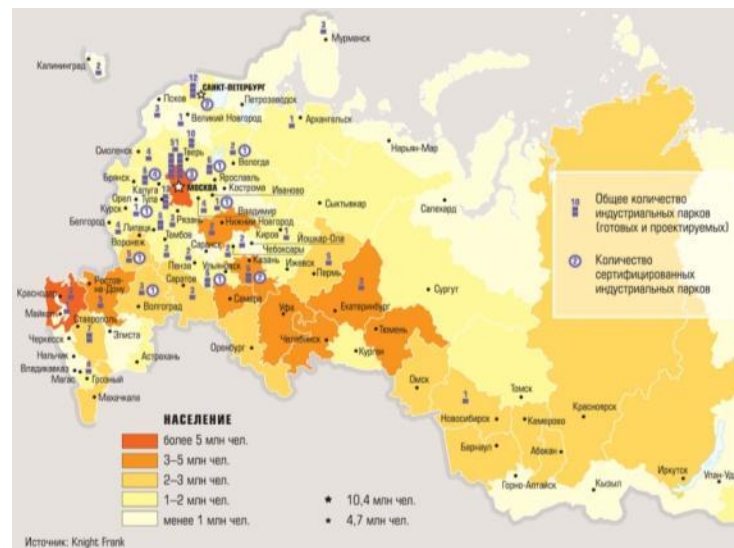 Мурманск
Калининград
САНКТ-ПЕТЕРБУРГ
Псков
Петрозаводск
Великий Новгород
Архангельск
Смоленск
Тверь
Вологда
Нарьян-Мар
Брянск
Ярославль
Калуга
МОСКВА
Кострома
Орел
Тула
Иваново
Сыктывкар
Салехард
Курск
Рязань
Владимир
Белгород
Липецк
Нижний Новгород
Тамбов
Киров
Йошкар-Ола
Воронеж
Саранск
Чебоксары
Пенза
Ульяновск
Казань
Ижевск
Пермь
Сургут
Ростов-
на-Дону
Саратов
Краснодар
Самара
Уфа
Екатеринбург
Майкоп
Волгоград
Тюмень
Ставрополь
Челябинск
Черкесск
Элиста
Оренбург
Курган
Нальчик
Астрахань
Омск
Томск
Владикавказ
Грозный
Магас
Новосибирск
Кемерово
Красноярск
Махачкала
Барнаул
Абакан
Иркутск
Горно-Алтайск
Кызыл
Улан-Уд
10 Общее количество
индустриальных парков
(готовых и проектируемых)
2 Количество
сертифицированных
индустриальных парков
НАСЕЛЕНИЕ
более 5 млн чел.
3–5 млн чел.
2–3 млн чел.
1–2 млн чел.
менее 1 млн чел.
10,4 млн чел.
4,7 млн чел.
Источник: Knight Frank